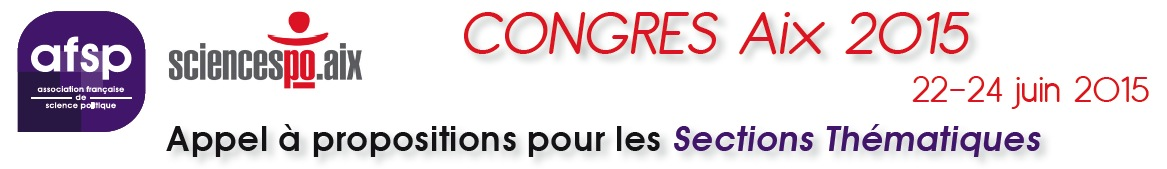 afsp
association française
de
science politique
sciencespo.aix
CONGRES Aix 2015
22-24 juin 2015
Appel à propositions pour les Sections Thématiques